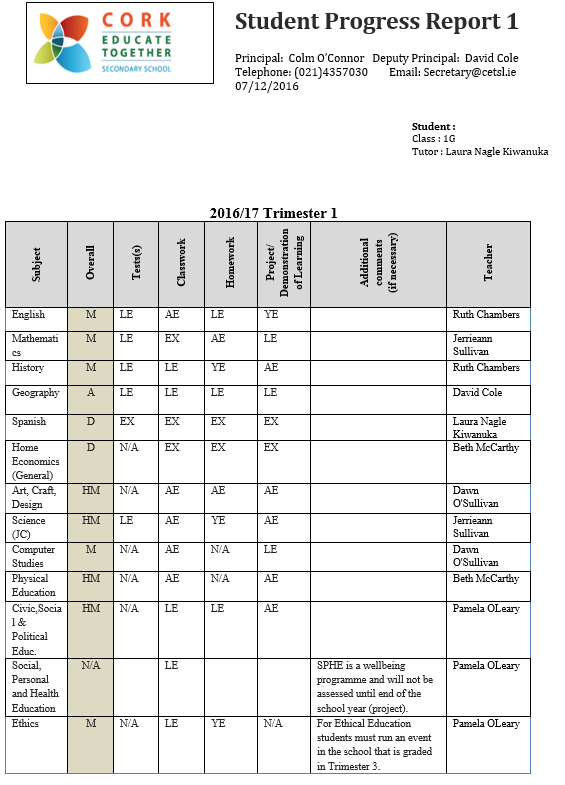 CORK
EDUCATE
TOGETHER
SECONDARY SCHOOL
Student Progress Report 1
Principal: Colm O'Connor Deputy Principal: David Cole
Telephone: (021)4357030 Email: Secretary@cetsl.ie
07/12/2016
Student :
Class : 1G
Tutor : Laura Nagle Kiwanuka
2016/17 Trimester 1
Subject Overall Tests(s) Classwork Homework Project/ Demonstration of Learning Additional comments (if necessary) Teacher
English M LE AE LE YE Ruth Chambers
Mathemati M LE EX AE LE Jerrieann
cs Sullivan
History M LE LE YE AE Ruth Chambers
Geography A LE LE LE LE David Cole
Spanish D EX EX EX EX Laura Nagle
Kiwanuka
Home D N/A EX EX EX Beth McCarthy
Economics
(General)
Art, Craft, HM N/A AE AE AE Dawn
Design O'Sullivan
Science HM LE AE YE AE Jerrieann
(JC) Sullivan
Computer M N/A AE N/A LE Dawn
Studies O'Sullivan
Physical HM N/A AE N/A AE Beth McCarthy
Education
Civic,Socia HM N/A LE LE AE Pamela OLeary
l &
Political
Educ.
Social, N/A LE SPHE is a wellbeing Pamela OLeary
Personal programme and will not be
and Health assessed until end of the
Education school year (project).
Ethics M N/A LE YE N/A For Ethical Education Pamela OLeary
students must run an event
in the school that is graded
in Trimester 3.